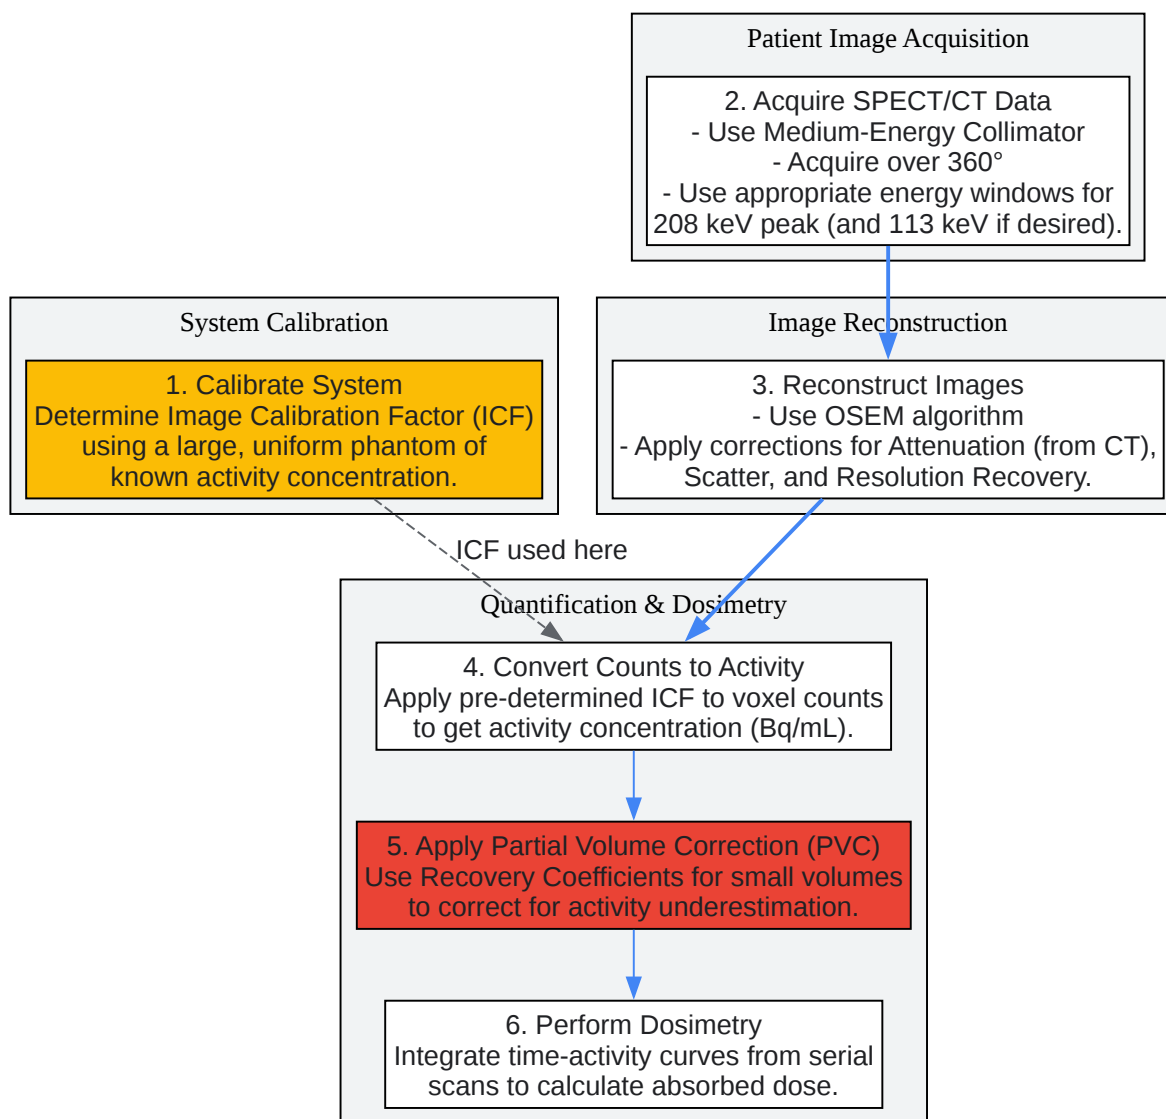 Patient Image Acquisition
2. Acquire SPECT/CT Data
- Use Medium-Energy Collimator
- Acquire over 360°
- Use appropriate energy windows for
208 keV peak (and 113 keV if desired).
System Calibration
1. Calibrate System
Determine Image Calibration Factor (ICF)
using a large, uniform phantom of
known activity concentration.
Image Reconstruction
3. Reconstruct Images
- Use OSEM algorithm
- Apply corrections for Attenuation (from CT),
Scatter, and Resolution Recovery.
ICF used here
Quantification & Dosimetry
4. Convert Counts to Activity
Apply pre-determined ICF to voxel counts
to get activity concentration (Bq/mL).
5. Apply Partial Volume Correction (PVC)
Use Recovery Coefficients for small volumes
to correct for activity underestimation.
6. Perform Dosimetry
Integrate time-activity curves from serial
scans to calculate absorbed dose.